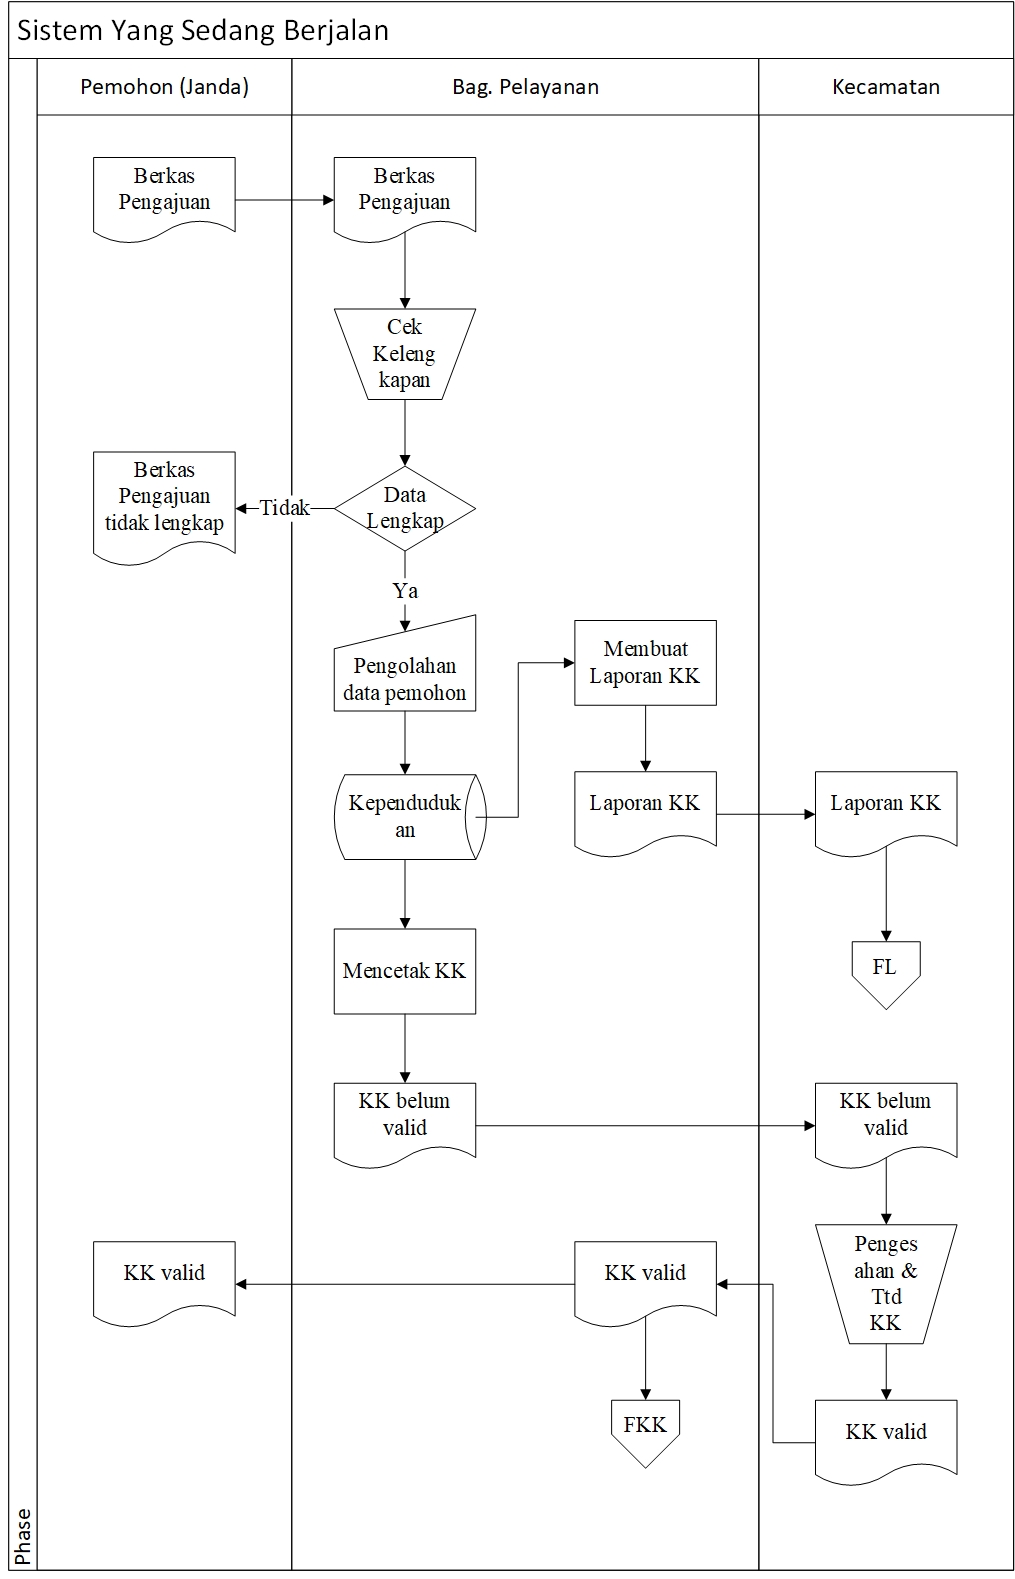 Sistem Yang Sedang Berjalan
Pemohon (Janda)
Bag. Pelayanan
Kecamatan
Berkas
Pengajuan
Berkas
Pengajuan
Cek
Keleng
kapan
Berkas
Pengajuan
tidak lengkap
Tidak
Data
Lengkap
Ya
Pengolahan
data pemohon
Membuat
Laporan KK
Kependuduk
an
Laporan KK
Laporan KK
FL
Mencetak KK
KK belum
valid
KK belum
valid
KK valid
KK valid
Penges
ahan &
Ttd
KK
FKK
KK valid
Phase